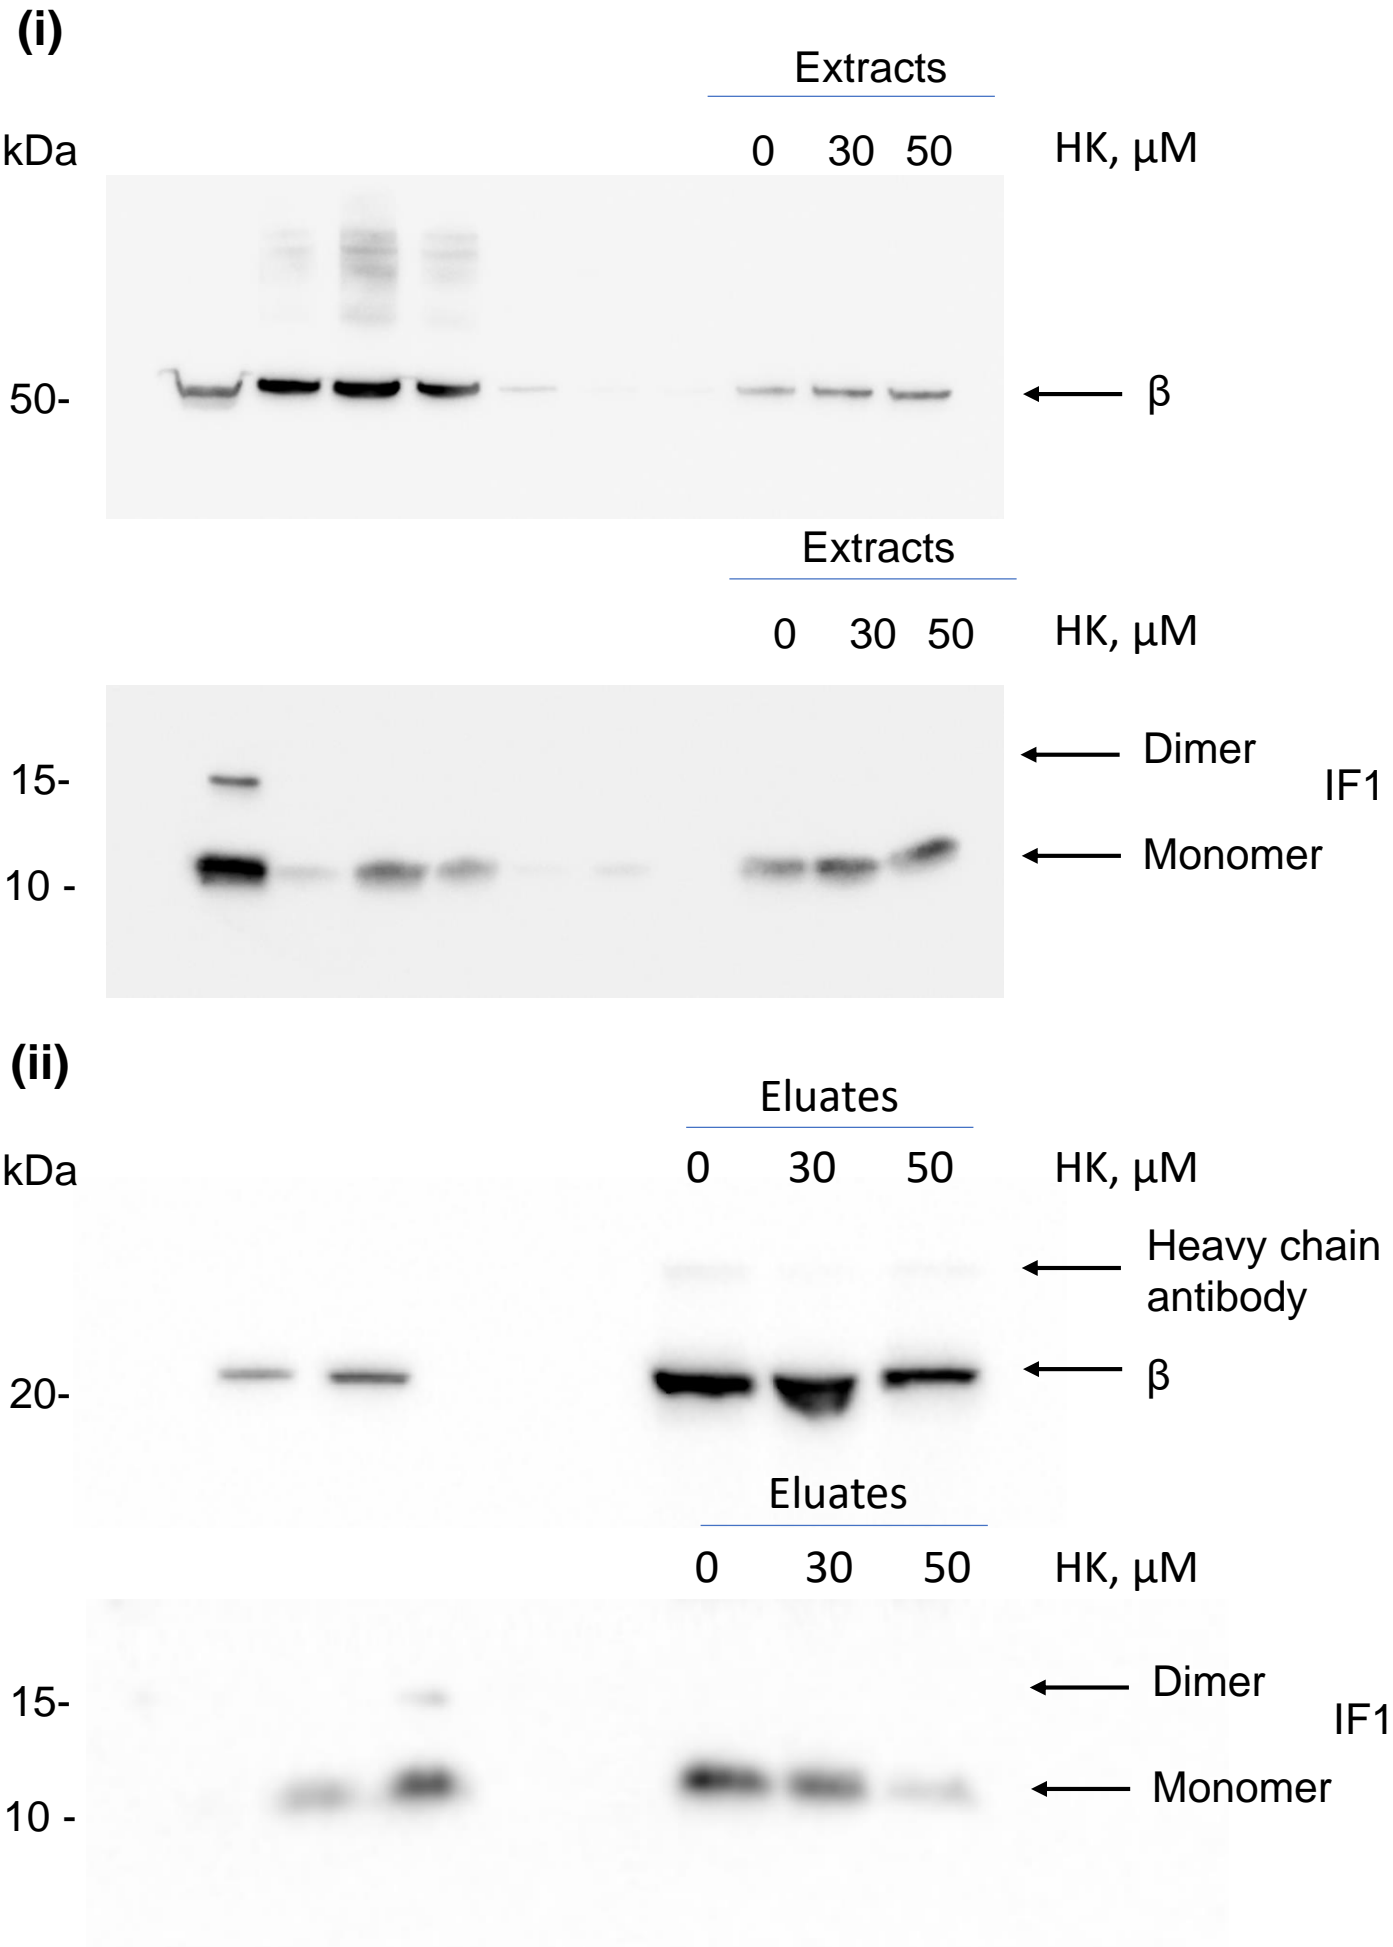 (i)
Extracts
kDa 0 30 50 HK, µM
50- β
Extracts
0 30 50 HK, µM
Dimer
15- IF1
Monomer
10 -
(ii)
Eluates
kDa 0 30 50 HK, µM
Heavy chain
antibody
20- β
Eluates
0 30 50 HK, µM
Dimer
15- IF1
Monomer
10 -